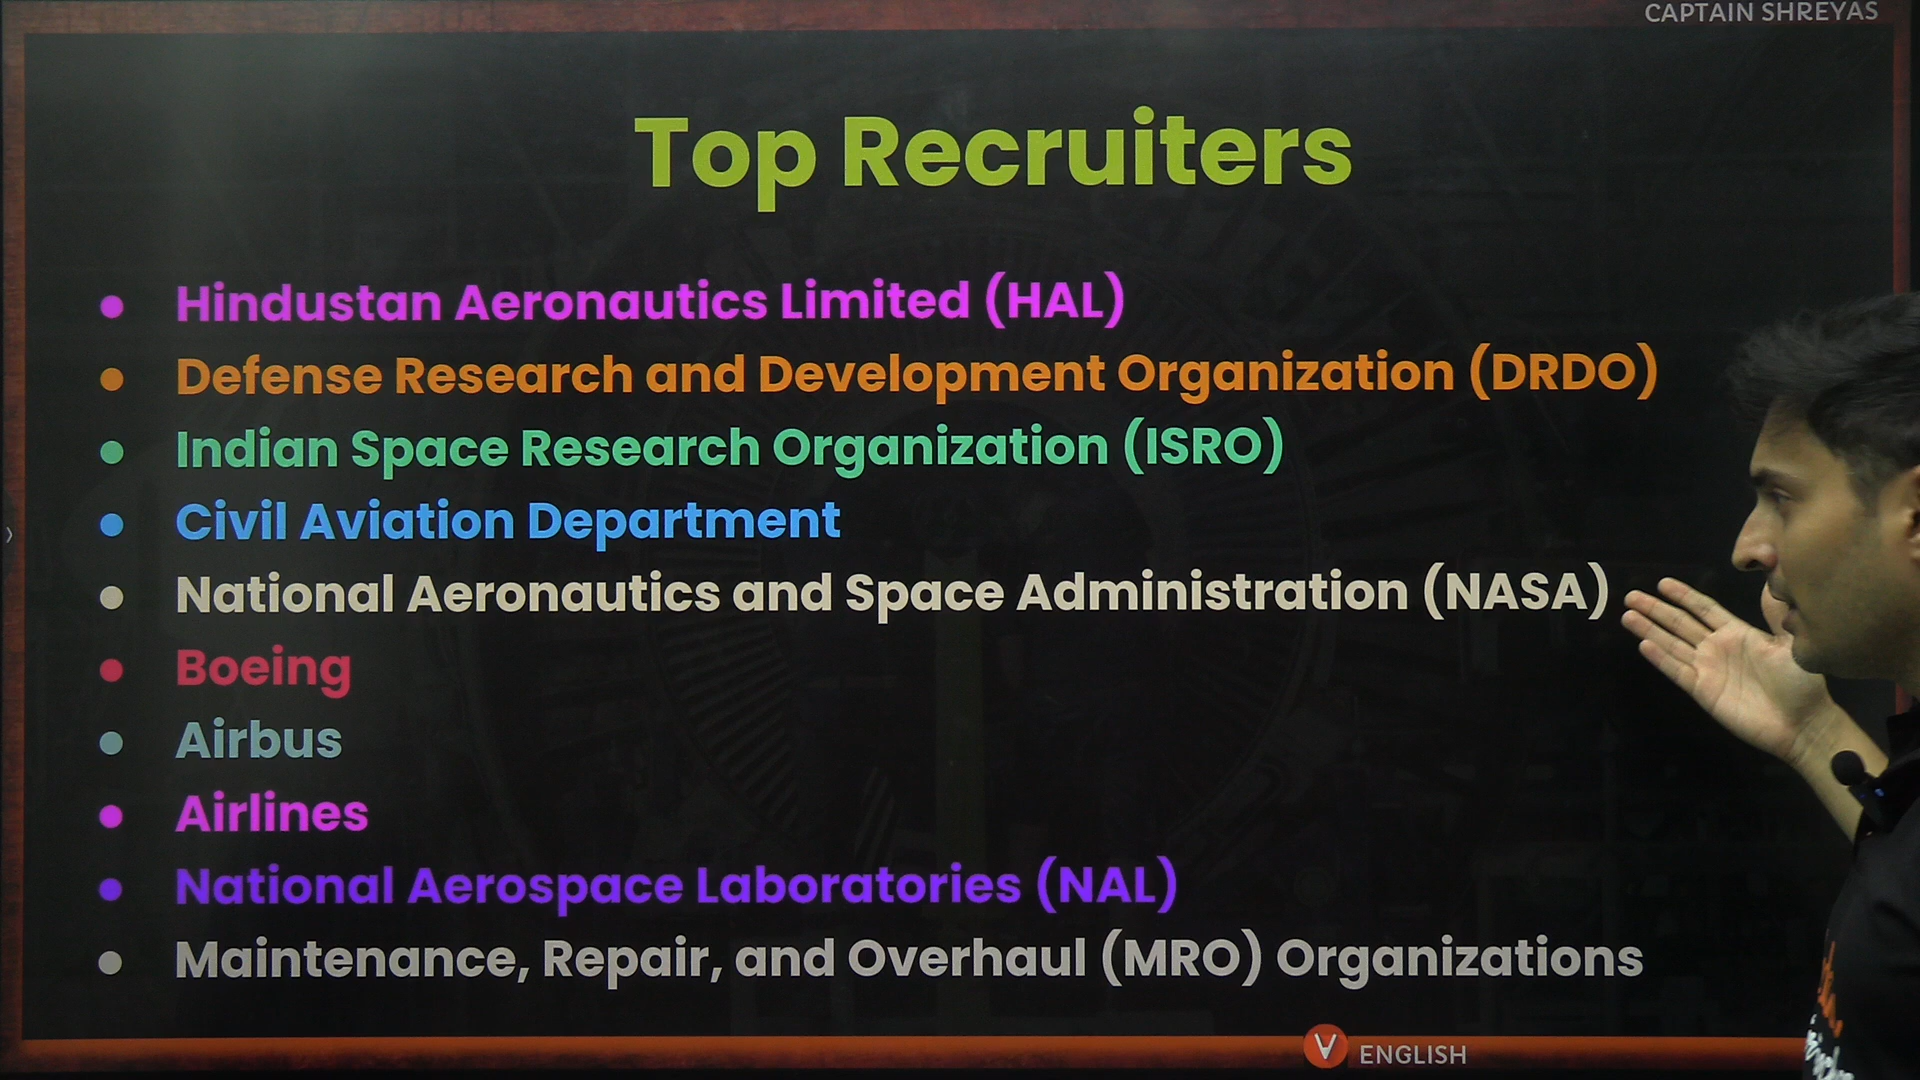 CAPTAIN SHREYAS
Top Recruiters
• Hindustan Aeronautics Limited (HAL)
• Defense Research and Development Organization (DRDO)
• Indian Space Research Organization (ISRO)
• Civil Aviation Department
• National Aeronautics and Space Administration (NASA)
• Boeing
• Airbus
• Airlines
• National Aerospace Laboratories (NAL)
• Maintenance, Repair, and Overhaul (MRO) Organizations
V ENGLISH